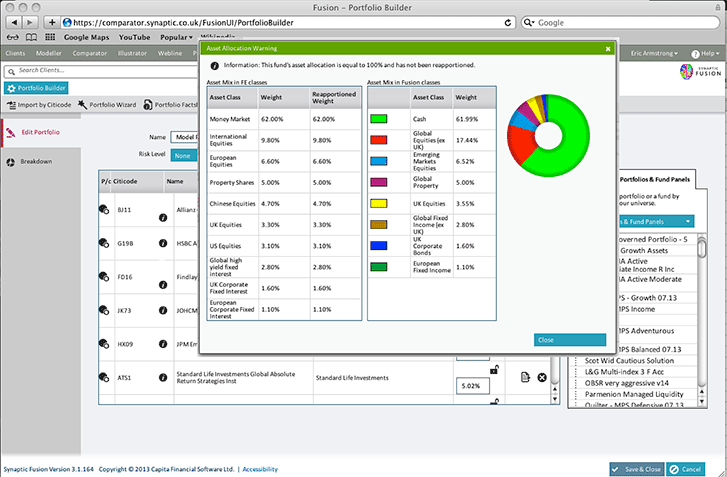 Fusion - Portfolio Builder
https://comparator.synaptic.co.uk/FusionUI/PortfolioBuilder
Google
Google Maps YouTube Popular Wikipedia
Clients Modeller Comparator Illustrator Webline
Eric Armstrong Help
Search Clients...
SYNAPTIC FUSION
Portfolio Builder
Import by Citicode Portfolio Wizard Portfolio Factsh
Edit Portfolio
Breakdown
Name Model P
Risk Level None
P/c Citicode Name
BJ11 Allianz
G19B HSBC A
FD16 Findlay
JK73 JOHCM
HX09 JPM Em
ATS1 Standard Life Investments Global Absolute Return Strategies Inst Standard Life Investments 5.02%
Asset Allocation Warning
Information: This fund's asset allocation is equal to 100% and has not been reapportioned.
Asset Mix in FE classes
Asset Class Weight Reapportioned Weight
Money Market 62.00% 62.00%
International Equities 9.80% 9.80%
European Equities 6.60% 6.60%
Property Shares 5.00% 5.00%
Chinese Equities 4.70% 4.70%
UK Equities 3.30% 3.30%
US Equities 3.10% 3.10%
Global high yield fixed interest 2.80% 2.80%
UK Corporate Fixed Interest 1.60% 1.60%
European Corporate Fixed Interest 1.10% 1.10%
Asset Mix in Fusion classes
Asset Class Weight
Cash 61.99%
Global Equities (ex UK) 17.44%
Emerging Markets Equities 6.52%
Global Property 5.00%
UK Equities 3.55%
Global Fixed Income (ex UK) 2.80%
UK Corporate Bonds 1.60%
European Fixed Income 1.10%
Close
Portfolios & Fund Panels
portfolio or a fund by
our universe.
s & Fund Panels
overned Portfolio - 5
Growth Assets
IA Active
iate Income R Inc
IA Active Moderate
PS - Growth 07.13
MPS Income
MPS Adventurous
MPS Balanced 07.13
Scot Wid Cautious Solution
L&G Multi-Index 3 F Acc
OBSR very aggressive v14
Parmenion Managed Liquidity
Quilter - MPS Defensive 07.13
Synaptic Fusion Version 3.1.164 Copyright © 2013 Capita Financial Software Ltd. | Accessibility
Save & Close Cancel